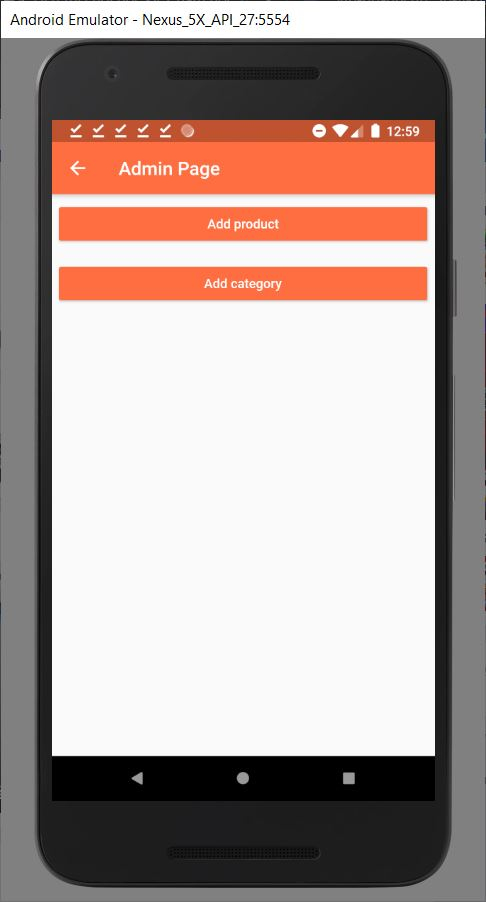 Android Emulator - Nexus_5X_API_27:5554
12:59
Admin Page
Add product
Add category